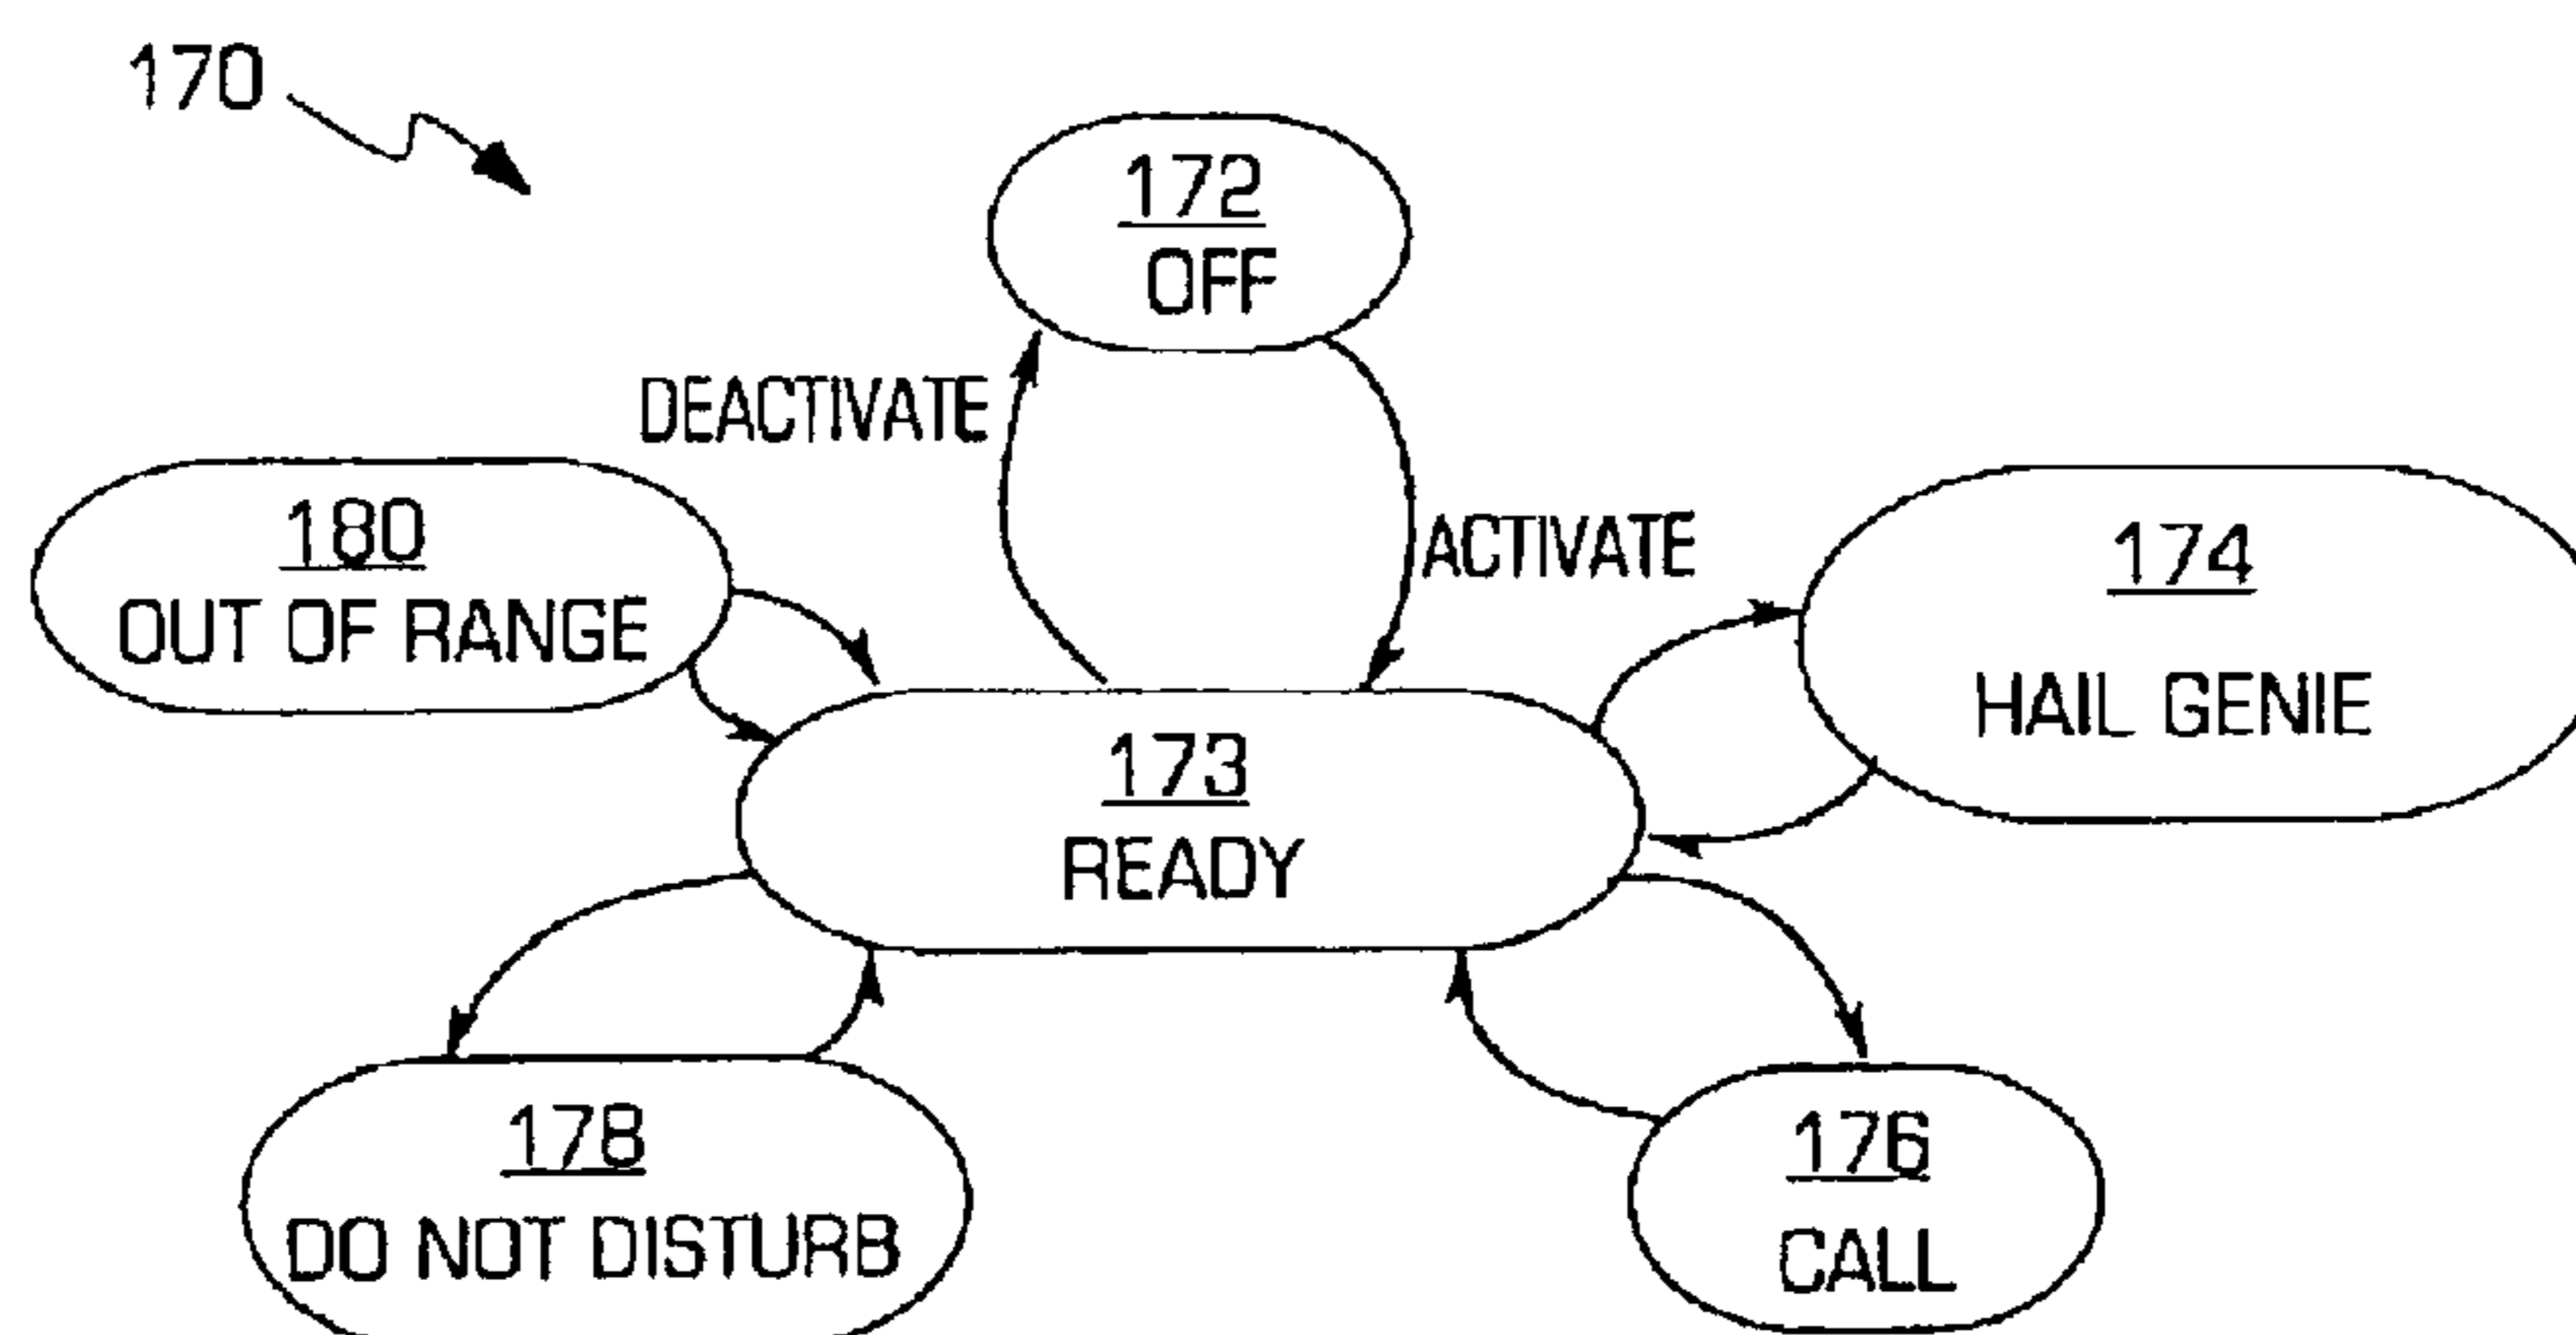 170
172
OFF
DEACTIVATE
ACTIVATE
180
OUT OF RANGE
174
HAIL GENIE
173
READY
178
DO NOT DISTURB
176
CALL